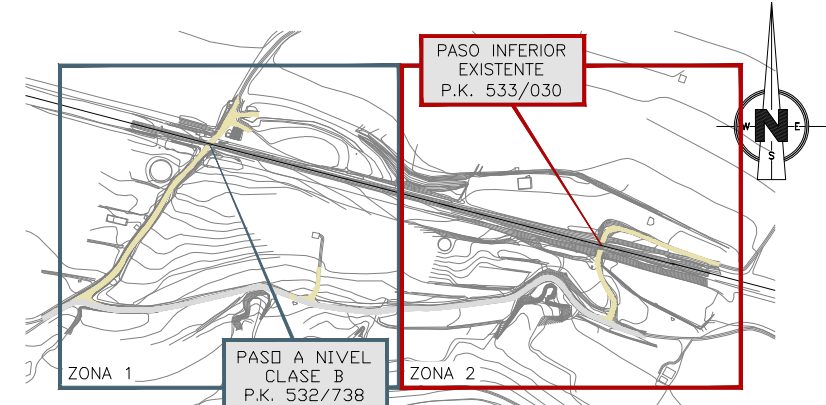 PASO INFERIOR
EXISTENTE
P.K. 533/030
W N E
S
ZONA 1
PASO A NIVEL
CLASE B
P.K. 532/738
ZONA 2